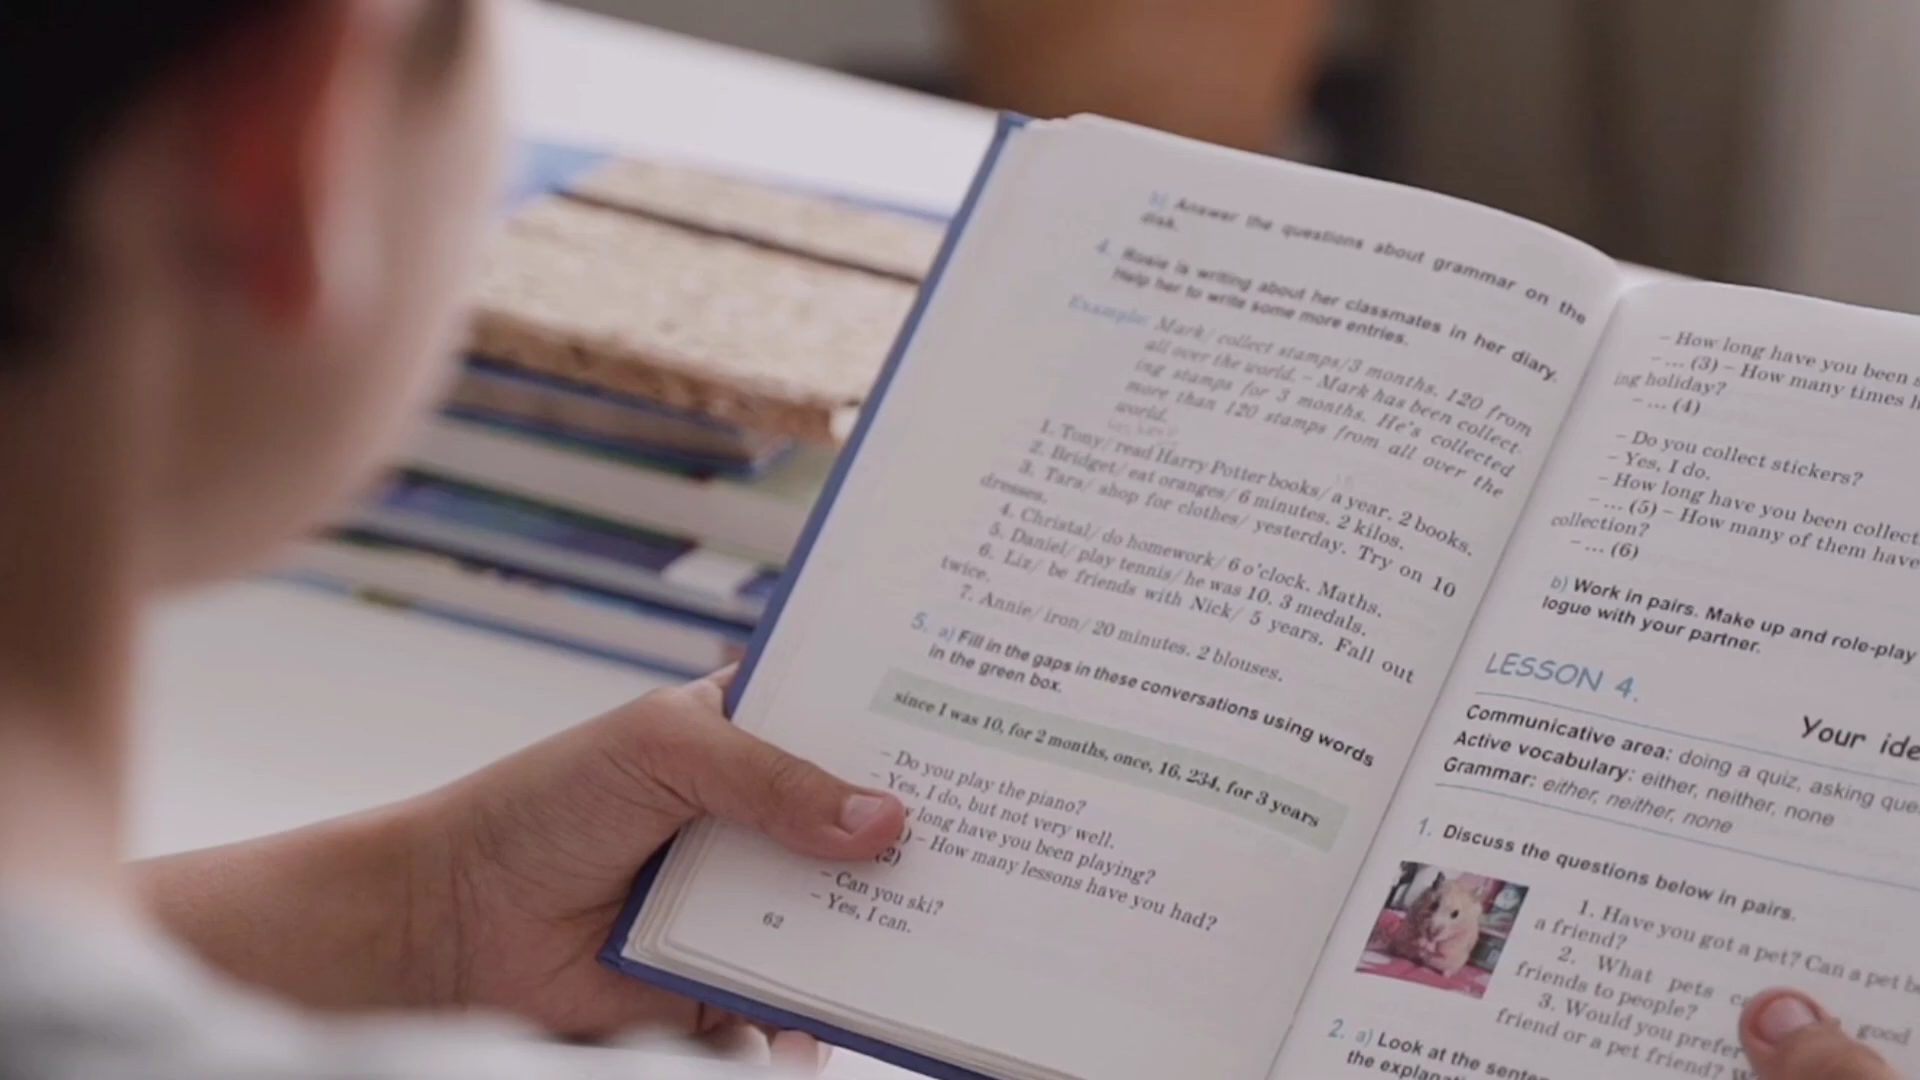 b) Answer the questions about grammar on the
disk.
4. Rosie is writing about her classmates in her diary.
Help her to write some more entries.
Example: Mark/ collect stamps/3 months. 120 from
all over the world. – Mark has been collect-
ing stamps for 3 months. He's collected
more than 120 stamps from all over the
world.
1. Tony/ read Harry Potter books/ a year. 2 books.
2. Bridget/ eat oranges/ 6 minutes. 2 kilos.
3. Tara/ shop for clothes/ yesterday. Try on 10
dresses.
4. Christal/ do homework/ 6 o'clock. Maths.
5. Daniel/ play tennis/ he was 10. 3 medals.
6. Liz/ be friends with Nick/ 5 years. Fall out
twice.
7. Annie/ iron/ 20 minutes. 2 blouses.
5. a) Fill in the gaps in these conversations using words
in the green box.
since I was 10, for 2 months, once, 16, 234, for 3 years
– Do you play the piano?
– Yes, I do, but not very well.
long have you been playing?
– How many lessons have you had?
(2)
– Can you ski?
– Yes, I can.
62
– How long have you been
– ... (3) – How many times
ing holiday?
– ... (4)
– Do you collect stickers?
– Yes, I do.
– How long have you been collect
– ... (5) – How many of them have
collection?
– ... (6)
b) Work in pairs. Make up and role-play
logue with your partner.
LESSON 4.
Your ide
Communicative area: doing a quiz, asking que
Active vocabulary: either, neither, none
Grammar: either, neither, none
1. Discuss the questions below in pairs.
1. Have you got a pet? Can a pet b
a friend?
2. What pets good
friends to people?
3. Would you prefer
friend or a pet friend?
2. a) Look at the sente
the explana